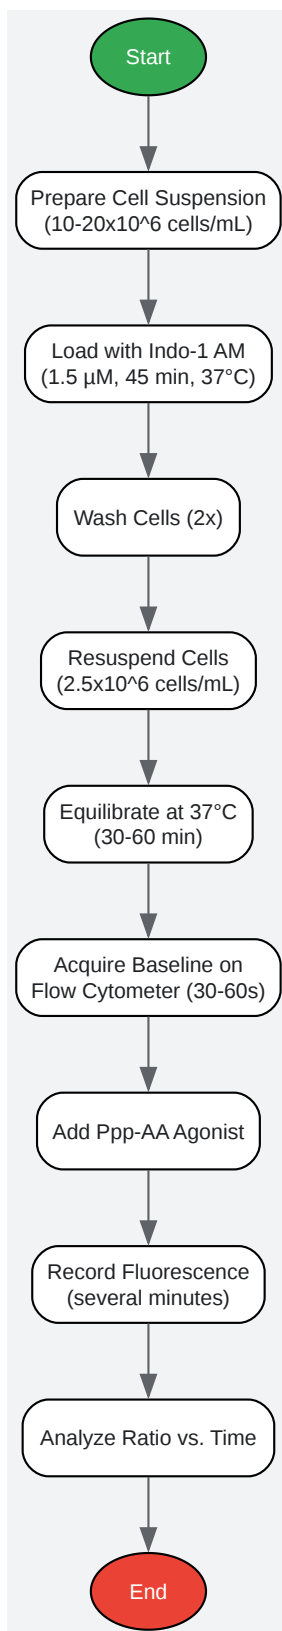 Start
Prepare Cell Suspension
(10-20x10^6 cells/mL)
Load with Indo-1 AM
(1.5 µM, 45 min, 37°C)
Wash Cells (2x)
Resuspend Cells
(2.5x10^6 cells/mL)
Equilibrate at 37°C
(30-60 min)
Acquire Baseline on
Flow Cytometer (30-60s)
Add Ppp-AA Agonist
Record Fluorescence
(several minutes)
Analyze Ratio vs. Time
End